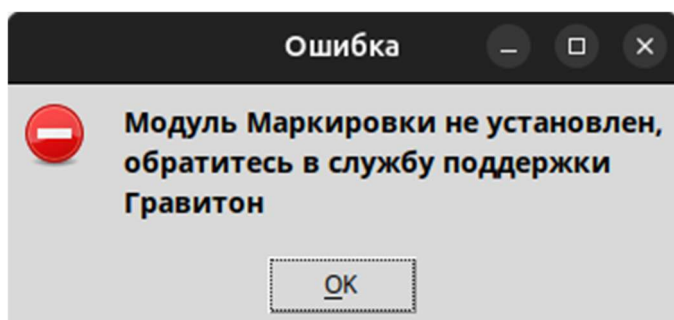 Ошибка
Модуль Маркировки не установлен,
обратитесь в службу поддержки
Гравитон
OK